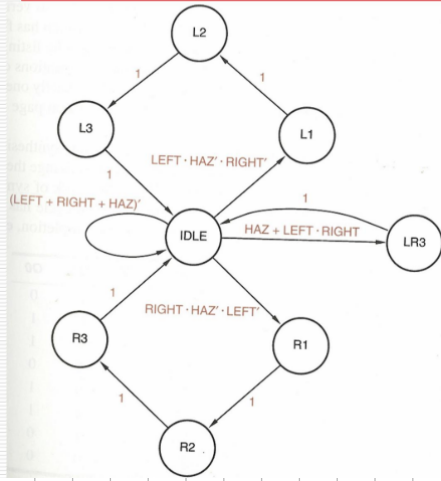 L2
1
1
L3
L1
1
LEFT · HAZ′ · RIGHT′
(LEFT + RIGHT + HAZ)′
1
IDLE
HAZ + LEFT · RIGHT
LR3
1
RIGHT · HAZ′ · LEFT′
R3
R1
1
1
R2